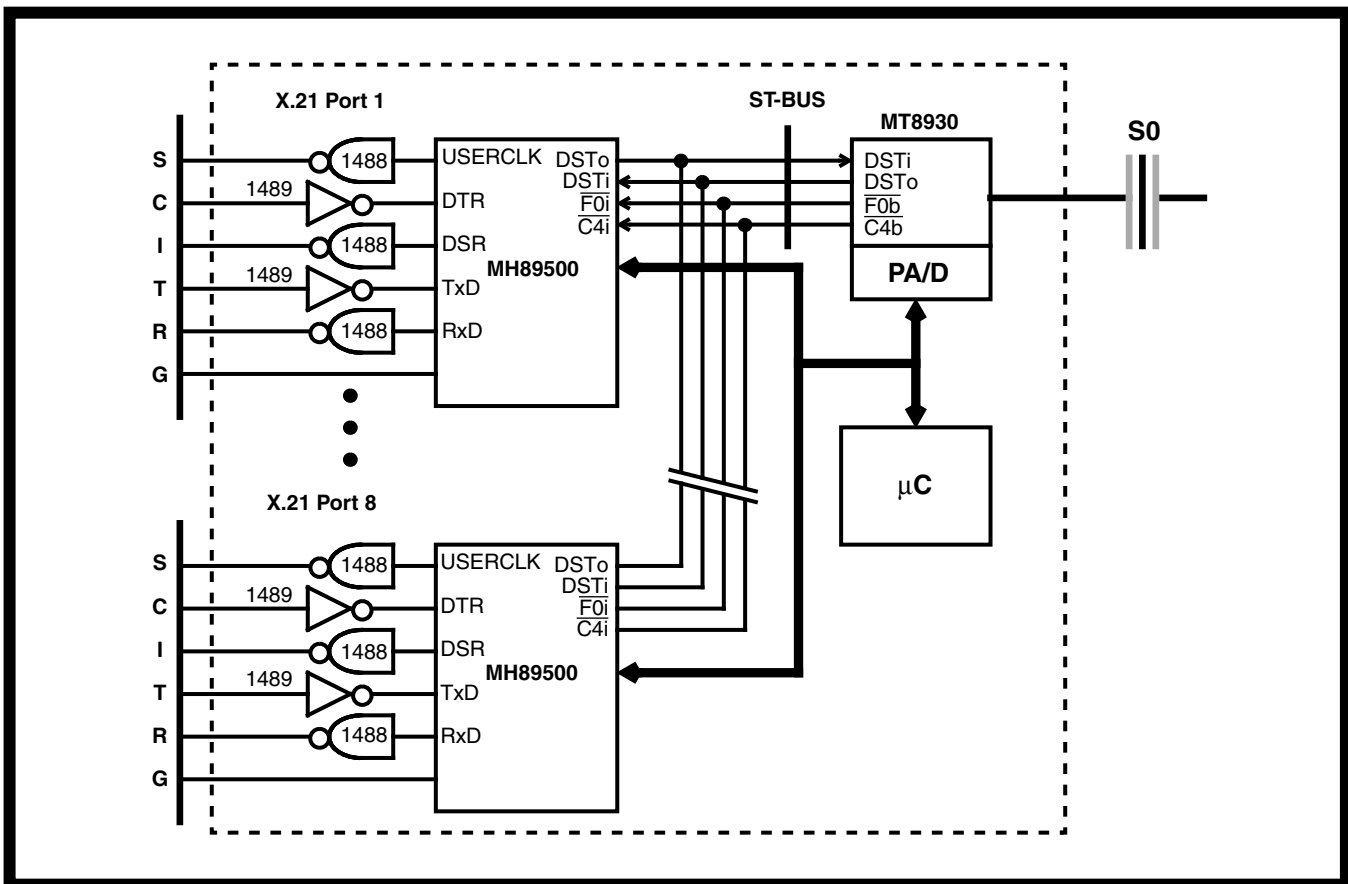 X.21 Port 1
ST-BUS
MT8930
S0
S
1488
USERCLK
DSTo
DSTi
C
1489
DTR
DSTi
DSTo
F0i
F0b
I
1488
DSR
C4i
C4b
MH89500
PA/D
T
1489
TxD
R
1488
RxD
G
μC
X.21 Port 8
S
1488
USERCLK
DSTo
DSTi
C
1489
DTR
F0i
C4i
I
1488
DSR
MH89500
T
1489
TxD
R
1488
RxD
G